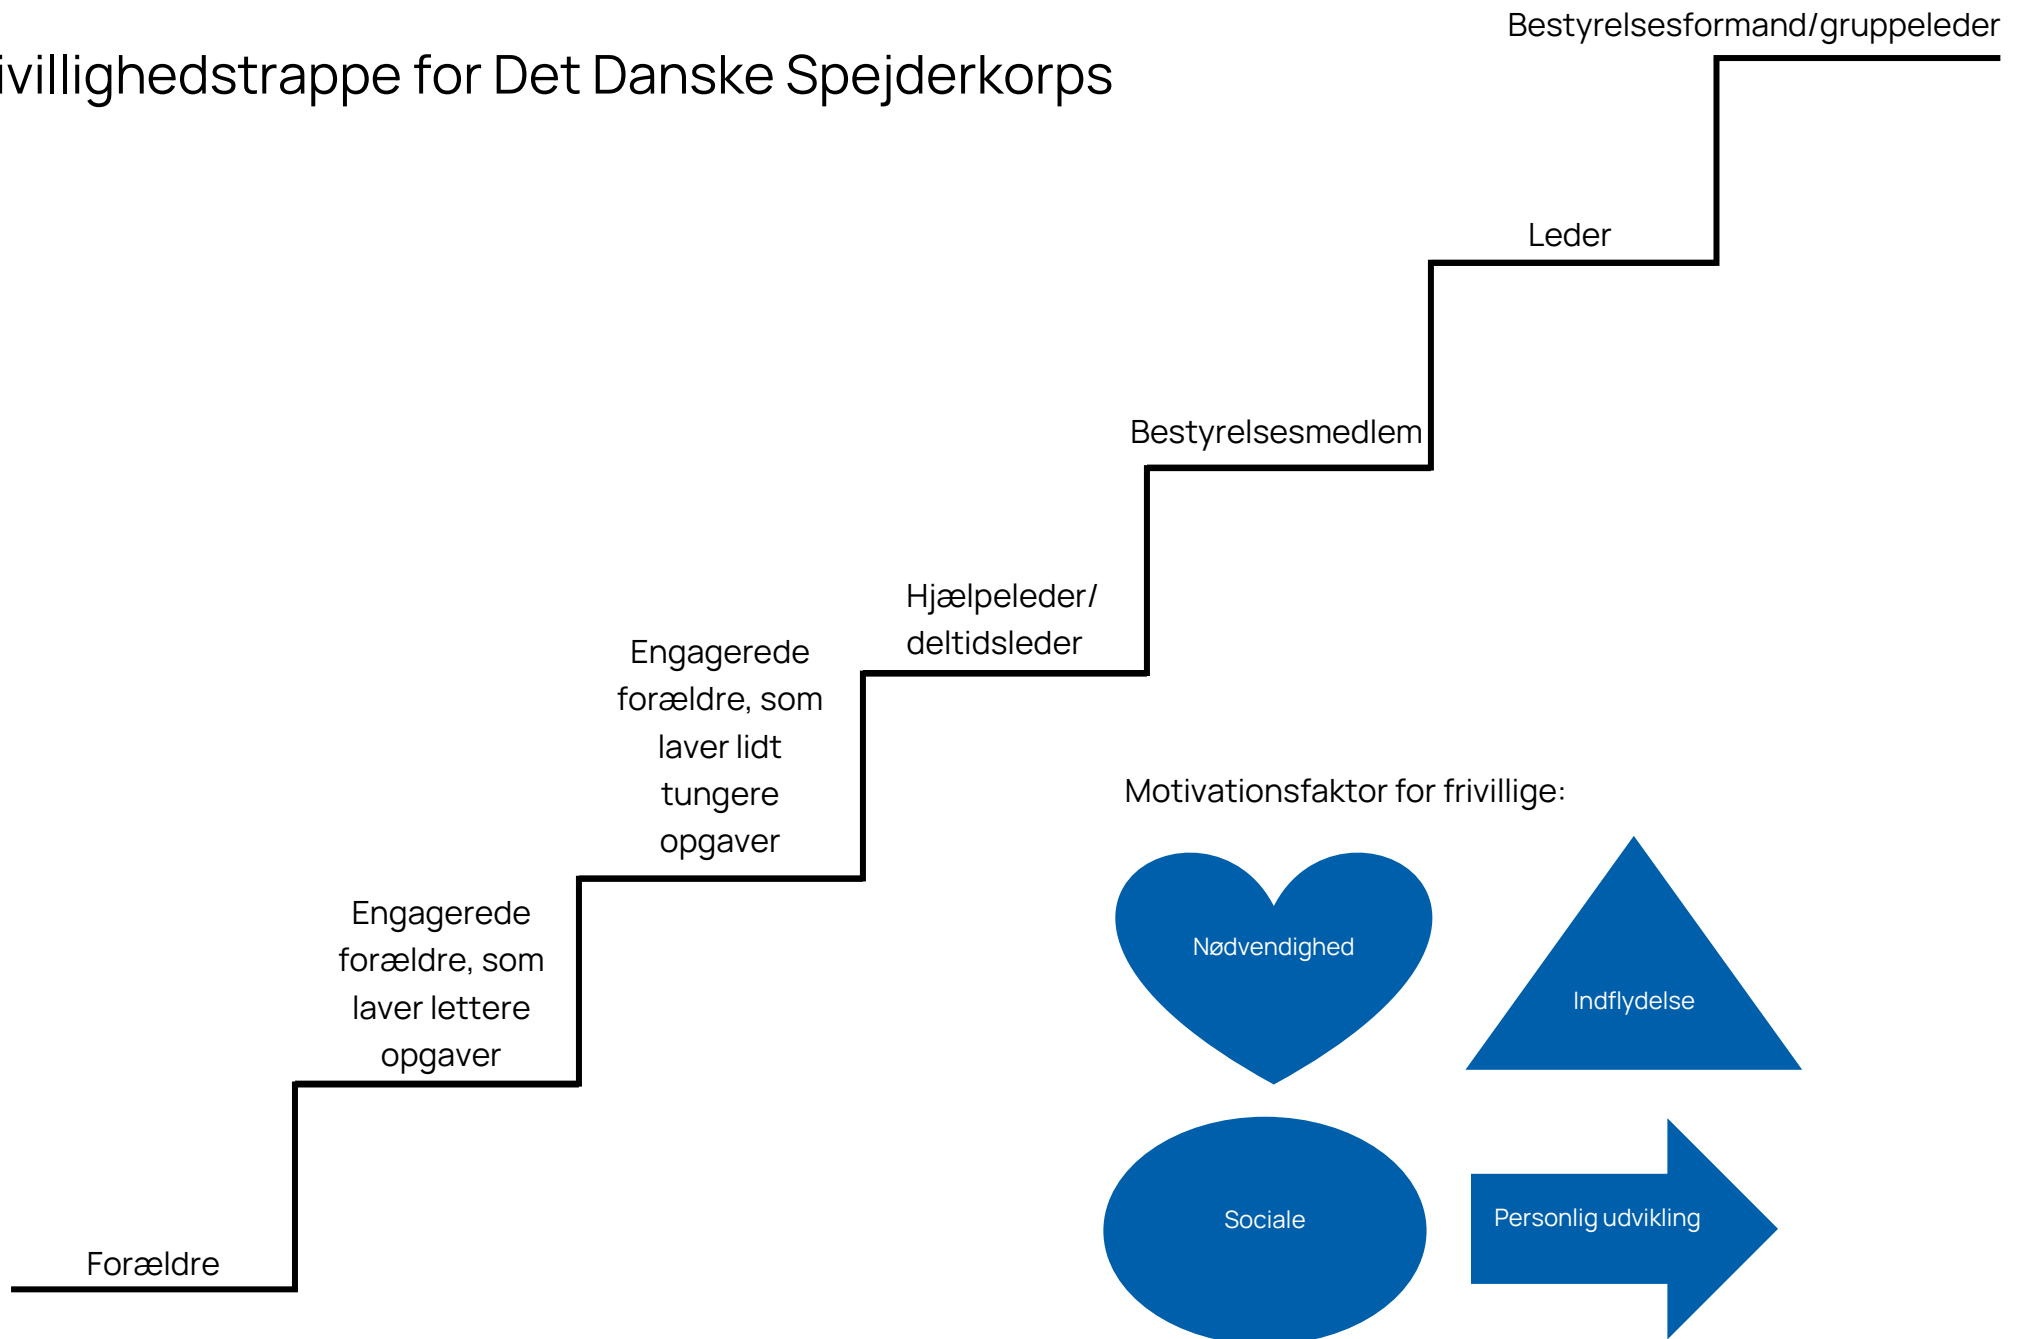 ivillighedstrappe for Det Danske Spejderkorps
Bestyrelsesformand/gruppeleder
Leder
Bestyrelsesmedlem
Hjælpeleder/
deltidsleder
Engagerede
forældre, som
laver lidt
tungere
opgaver
Engagerede
forældre, som
laver lettere
opgaver
Forældre
Motivationsfaktor for frivillige:
Nødvendighed
Indflydelse
Sociale
Personlig udvikling